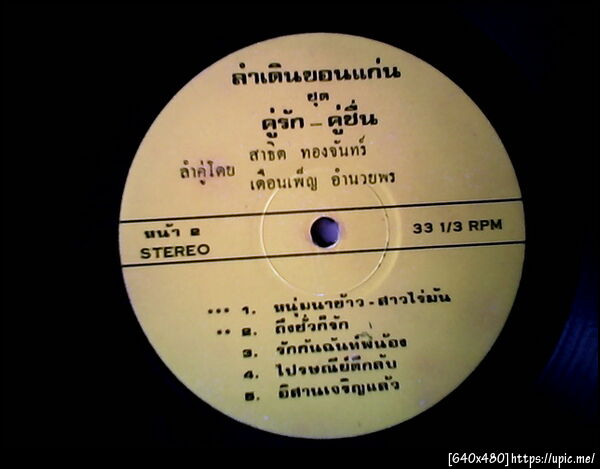 ลำเดินขอนแก่น
ชุด
คู่รัก - คู่ชื่น
ลำคู่โดย สาธิต ทองจันทร์
เดือนเพ็ญ อำนวยพร
หน้า ๒
STEREO
33 1/3 RPM
... 1. หนุ่มนาข้าว - สาวไร่มัน
.. 2. ถึงชั่วก็รัก
3. รักกันฉันท์พี่น้อง
4. ไปรษณีย์ตีกลับ
5. อีสานเจริญแล้ว
[640x480]https://upic.me/